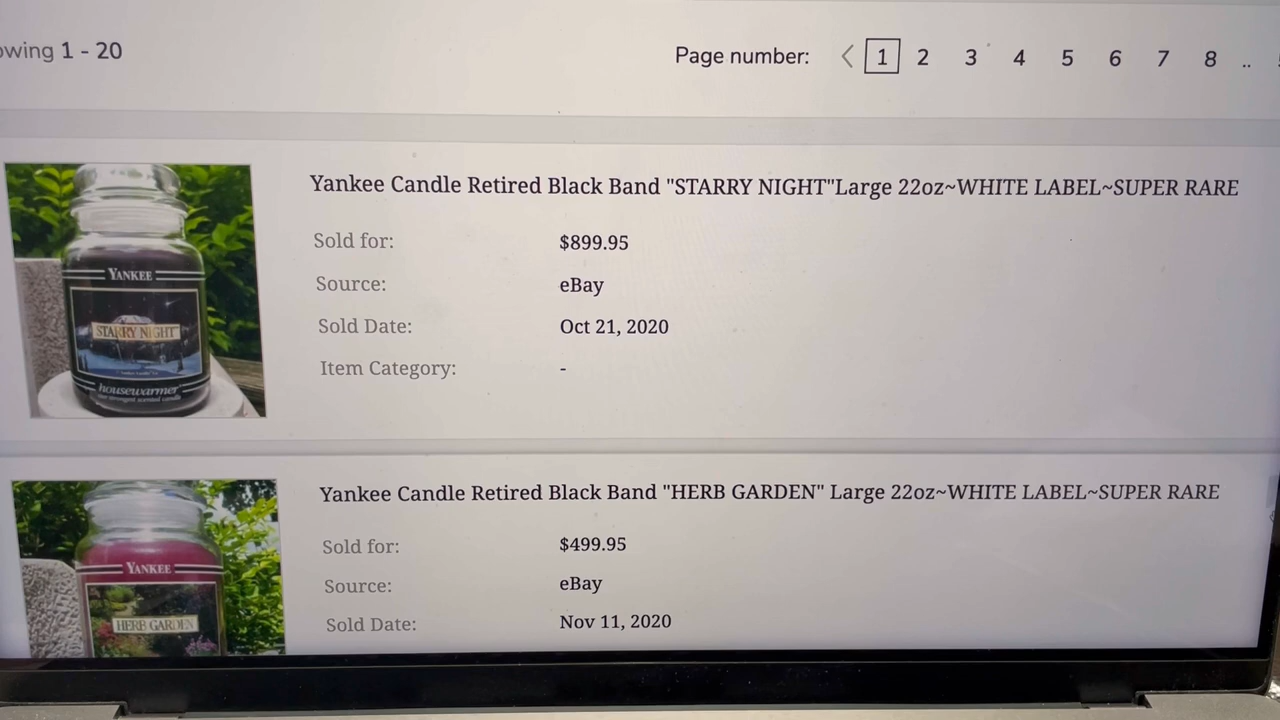 owing 1 - 20
Page number: < 1 2 3 4 5 6 7 8 ..
Yankee Candle Retired Black Band "STARRY NIGHT"Large 22oz~WHITE LABEL~SUPER RARE
Sold for: $899.95
Source: eBay
Sold Date: Oct 21, 2020
Item Category: -
YANKEE
STARRY NIGHT
housewarmer
Yankee Candle Retired Black Band "HERB GARDEN" Large 22oz~WHITE LABEL~SUPER RARE
Sold for: $499.95
Source: eBay
Sold Date: Nov 11, 2020
YANKEE
HERB GARDEN